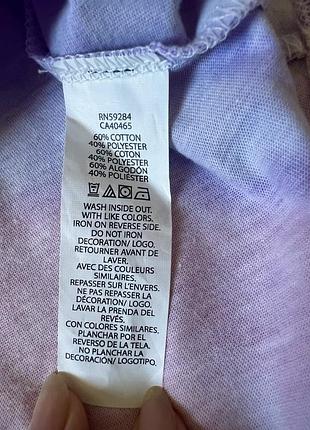 RN59284
CA40465
60% COTTON
40% POLYESTER
60% COTON
40% POLYESTER
60% ALGODÓN
40% POLIÉSTER
WASH INSIDE OUT.
WITH LIKE COLORS.
IRON ON REVERSE SIDE.
DO NOT IRON
DECORATION/ LOGO.
RETOURNER AVANT DE
LAVER.
AVEC DES COULEURS
SIMILAIRES.
REPASSER SUR L'ENVERS.
NE PAS REPASSER LA
DÉCORATION/ LOGO.
LAVAR LA PRENDA DEL
REVÉS.
CON COLORES SIMILARES.
PLANCHAR POR EL
REVERSO DE LA TELA.
NO PLANCHAR LA
DECORACIÓN/ LOGOTIPO.